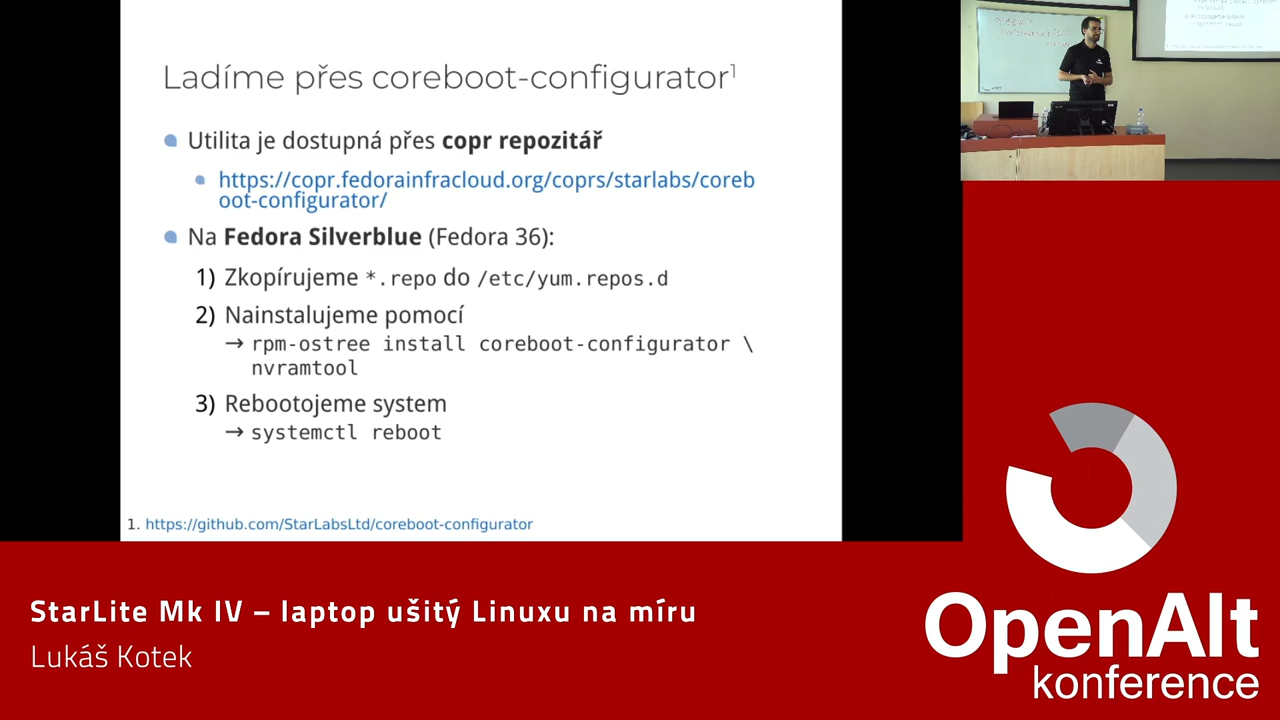 Ladíme přes coreboot-configurator¹
Utilita je dostupná přes copr repozitář
https://copr.fedorainfracloud.org/coprs/starlabs/coreb
oot-configurator/
Na Fedora Silverblue (Fedora 36):
1) Zkopírujeme *.repo do /etc/yum.repos.d
2) Nainstalujeme pomocí
→ rpm-ostree install coreboot-configurator \
nvramtool
3) Rebootojeme system
→ systemctl reboot
1. https://github.com/StarLabsLtd/coreboot-configurator
StarLite Mk IV – laptop ušitý Linuxu na míru
Lukáš Kotek
OpenAlt
konference